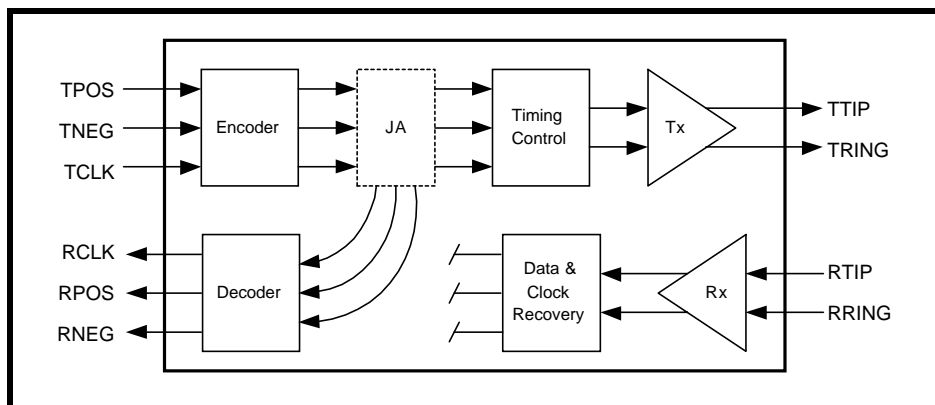 TPOS
TNEG
TCLK
Encoder
JA
Timing
Control
Tx
TTIP
TRING
RCLK
RPOS
RNEG
Decoder
Data &
Clock
Recovery
Rx
RTIP
RRING